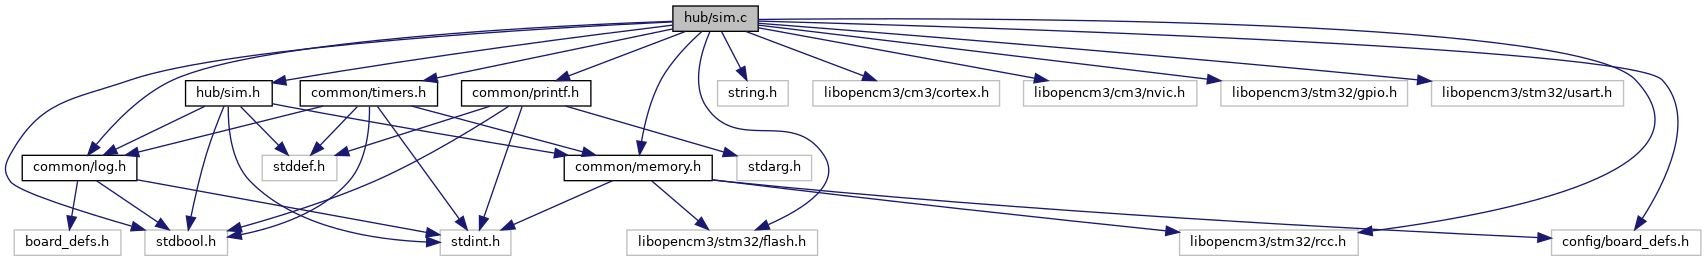 hub/sim.c
hub/sim.h
common/timers.h
common/printf.h
string.h
libopencm3/cm3/cortex.h
libopencm3/cm3/nvic.h
libopencm3/stm32/gpio.h
libopencm3/stm32/usart.h
common/log.h
stddef.h
common/memory.h
stdarg.h
board_defs.h
stdbool.h
stdint.h
libopencm3/stm32/flash.h
libopencm3/stm32/rcc.h
config/board_defs.h